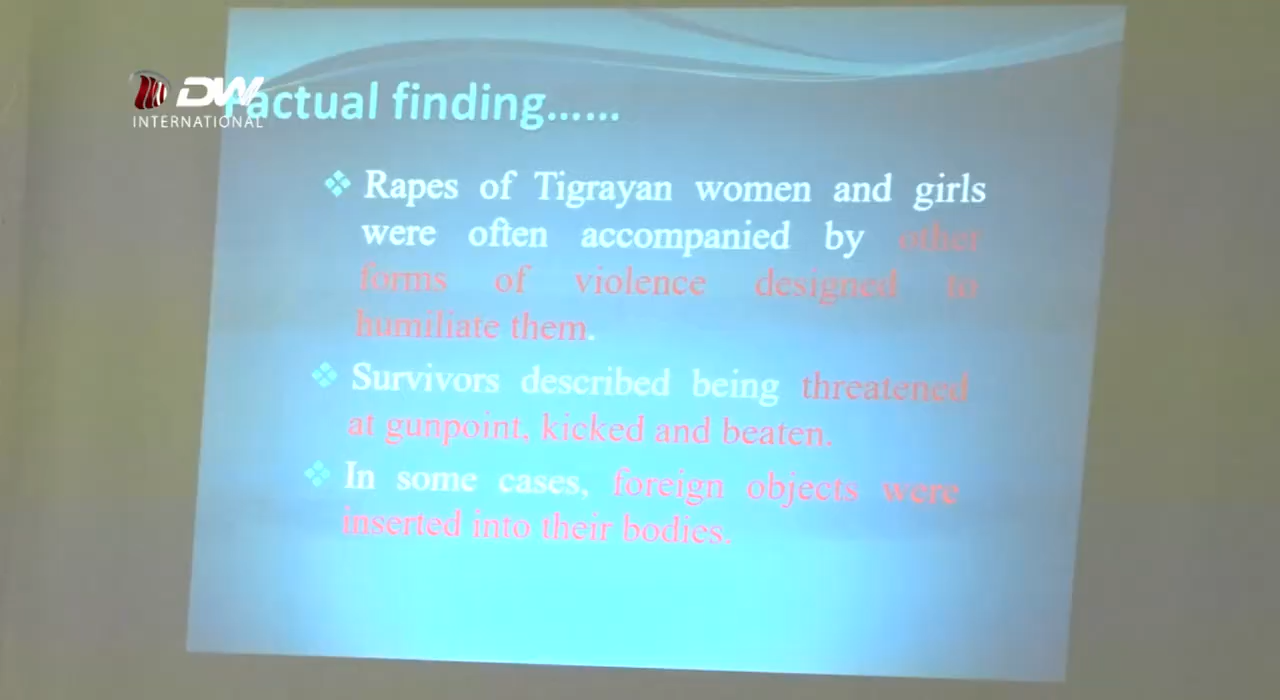 DW
INTERNATIONAL
Factual finding......
Rapes of Tigrayan women and girls
were often accompanied by other
forms of violence designed to
humiliate them.
Survivors described being threatened
at gunpoint, kicked and beaten.
In some cases, foreign objects were
inserted into their bodies.